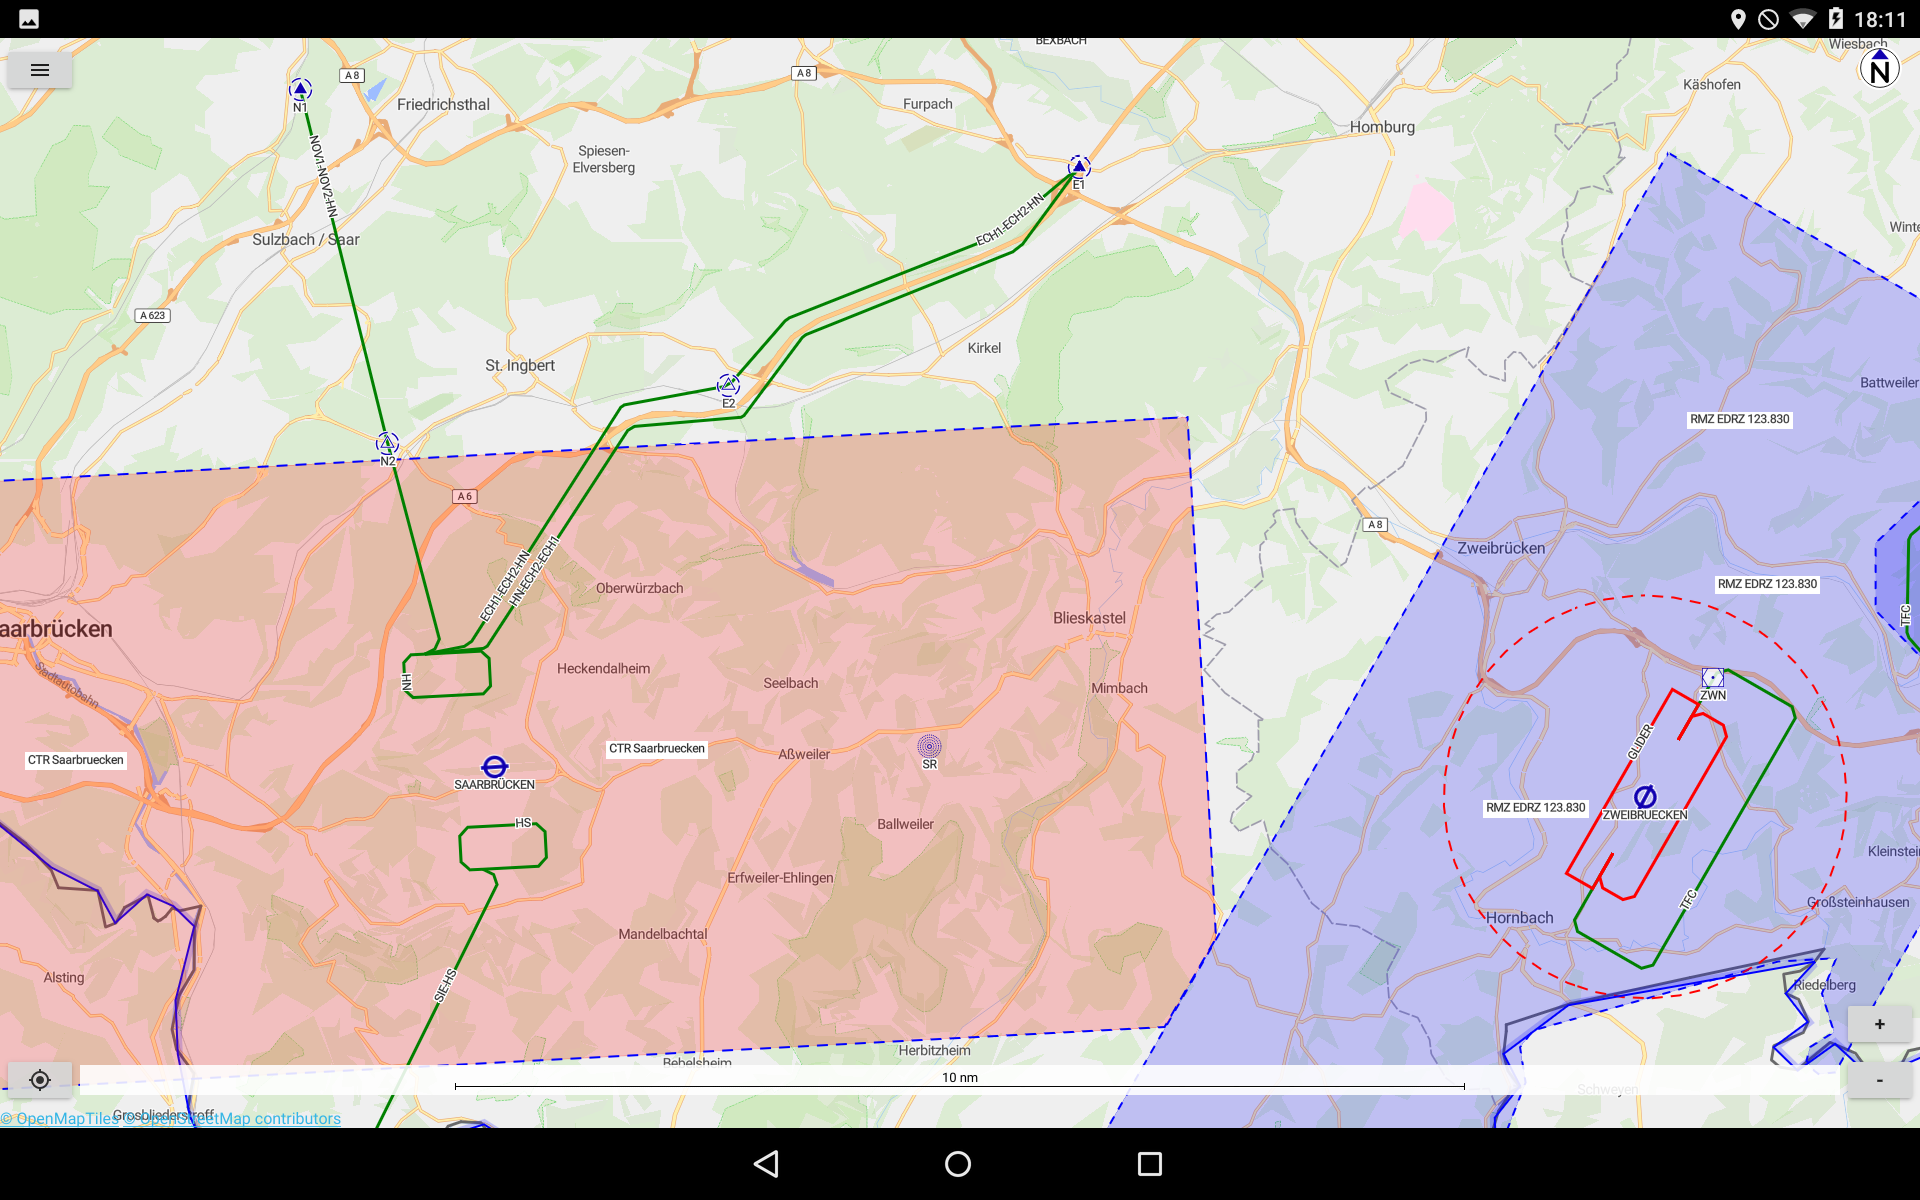 18:11
BEXBACH
Wiesbach
N
A 8
A 8
Käshofen
Friedrichsthal
Furpach
N1
Homburg
Spiesen-
Elversberg
NOV1-NOV2-HN
E1
ECH1-ECH2-HN
Sulzbach / Saar
Winte
A 623
Kirkel
St. Ingbert
Battweiler
E2
RMZ EDRZ 123.830
N2
A 6
A 8
Zweibrücken
ECH1-ECH2-HN
HN-ECH2-ECH1
Oberwürzbach
RMZ EDRZ 123.830
TFC
Blieskastel
aarbrücken
Heckendalheim
HN
Seelbach
Mimbach
Stadtautobahn
ZWN
GLIDER
CTR Saarbruecken
CTR Saarbruecken
Aßweiler
SR
SAARBRÜCKEN
RMZ EDRZ 123.830
ZWEIBRUECKEN
HS
Ballweiler
Kleinstein
Erfweiler-Ehlingen
TFC
Großsteinhausen
Hornbach
Mandelbachtal
Alsting
SIE-HS
Riedelberg
+
Herbitzheim
Bebelsheim
10 nm
-
Schweyen
Grosbliederstroff
© OpenMapTiles © OpenStreetMap contributors